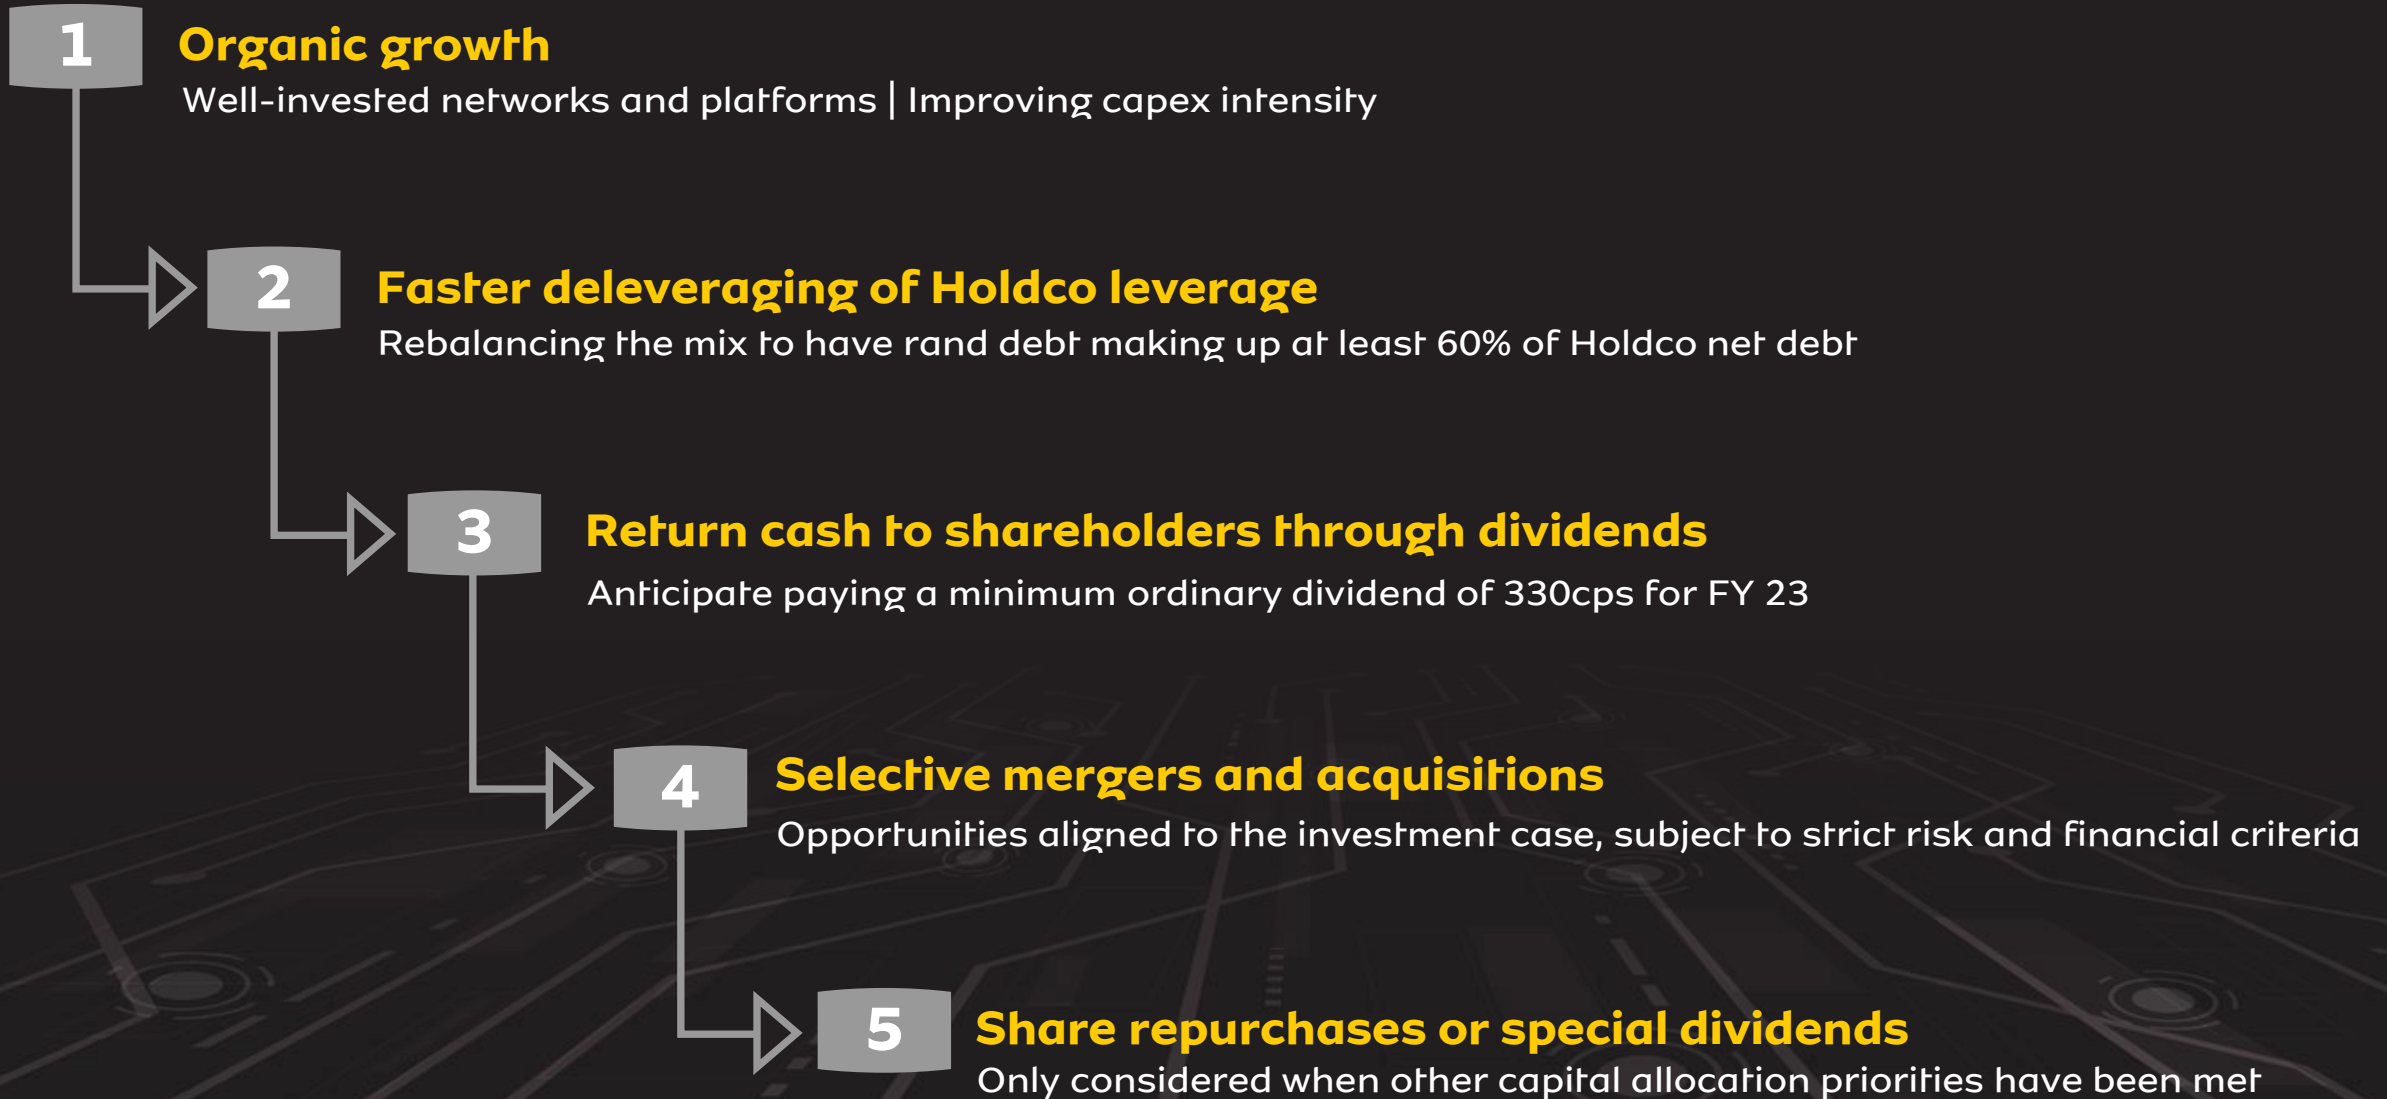 1
Organic growth
Well-invested networks and platforms | Improving capex intensity
2
Faster deleveraging of Holdco leverage
Rebalancing the mix to have rand debt making up at least 60% of Holdco net debt
3
Return cash to shareholders through dividends
Anticipate paying a minimum ordinary dividend of 330cps for FY 23
4
Selective mergers and acquisitions
Opportunities aligned to the investment case, subject to strict risk and financial criteria
5
Share repurchases or special dividends
Only considered when other capital allocation priorities have been met